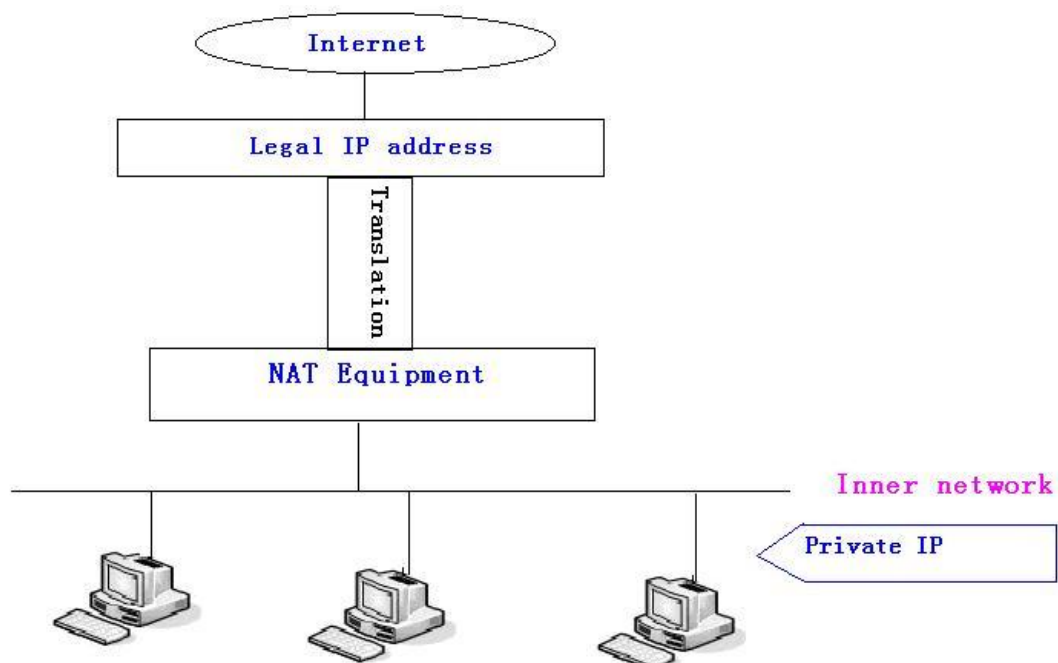 Internet
Legal IP address
Translation
NAT Equipment
Inner network
Private IP